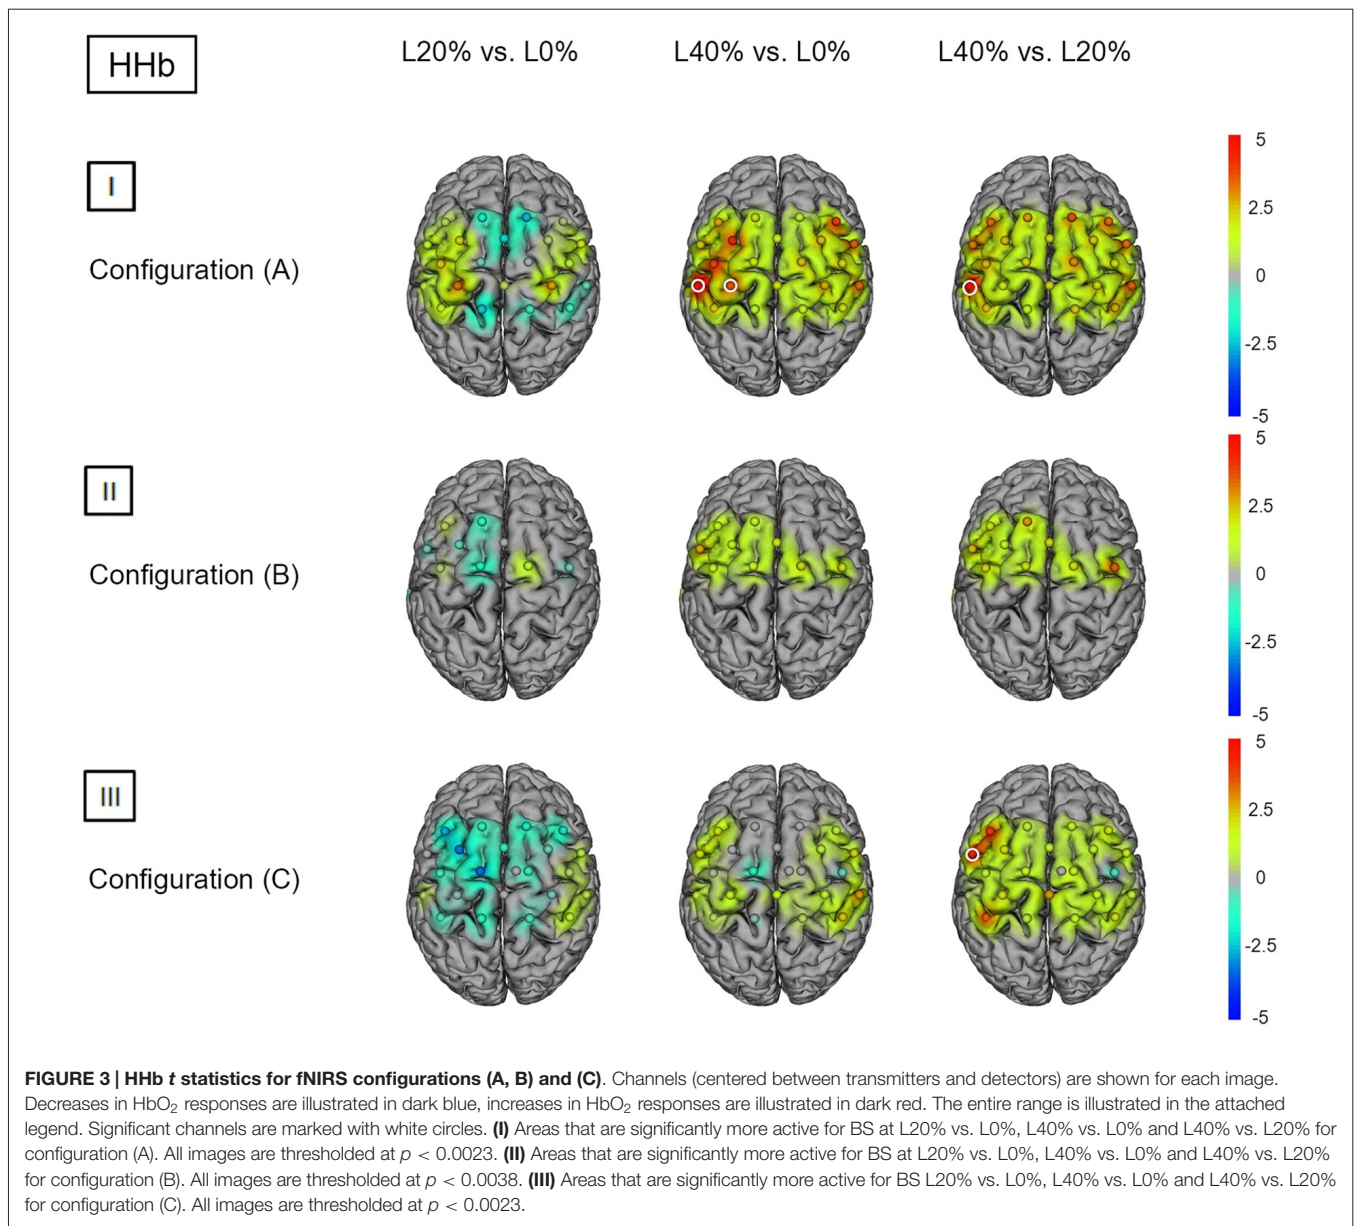 HHb
L20% vs. L0%
L40% vs. L0%
L40% vs. L20%
I
Configuration (A)
5
2.5
0
-2.5
-5
II
Configuration (B)
5
2.5
0
-2.5
-5
III
Configuration (C)
5
2.5
0
-2.5
-5
FIGURE 3 | HHb t statistics for fNIRS configurations (A, B) and (C). Channels (centered between transmitters and detectors) are shown for each image.
Decreases in HbO₂ responses are illustrated in dark blue, increases in HbO₂ responses are illustrated in dark red. The entire range is illustrated in the attached
legend. Significant channels are marked with white circles. (I) Areas that are significantly more active for BS at L20% vs. L0%, L40% vs. L0% and L40% vs. L20% for
configuration (A). All images are thresholded at p < 0.0023. (II) Areas that are significantly more active for BS at L20% vs. L0%, L40% vs. L0% and L40% vs. L20%
for configuration (B). All images are thresholded at p < 0.0038. (III) Areas that are significantly more active for BS L20% vs. L0%, L40% vs. L0% and L40% vs. L20%
for configuration (C). All images are thresholded at p < 0.0023.